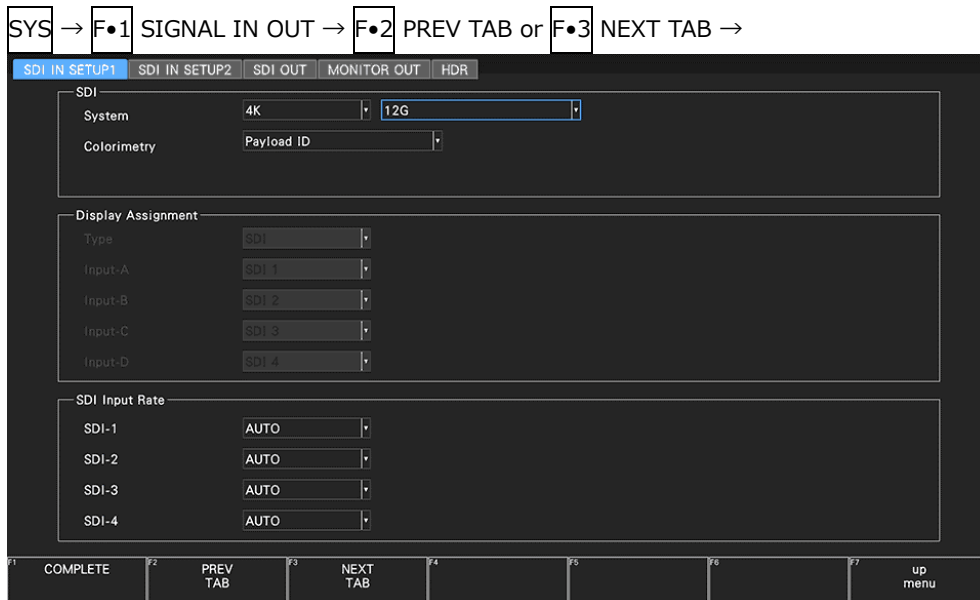 SYS → F•1 SIGNAL IN OUT → F•2 PREV TAB or F•3 NEXT TAB →
SDI IN SETUP1 SDI IN SETUP2 SDI OUT MONITOR OUT HDR
SDI
System 4K 12G
Colorimetry Payload ID
Display Assignment
Type SDI
Input-A SDI 1
Input-B SDI 2
Input-C SDI 3
Input-D SDI 4
SDI Input Rate
SDI-1 AUTO
SDI-2 AUTO
SDI-3 AUTO
SDI-4 AUTO
F1 COMPLETE F2 PREV F3 NEXT F4 F5 F6 F7 up
TAB TAB menu